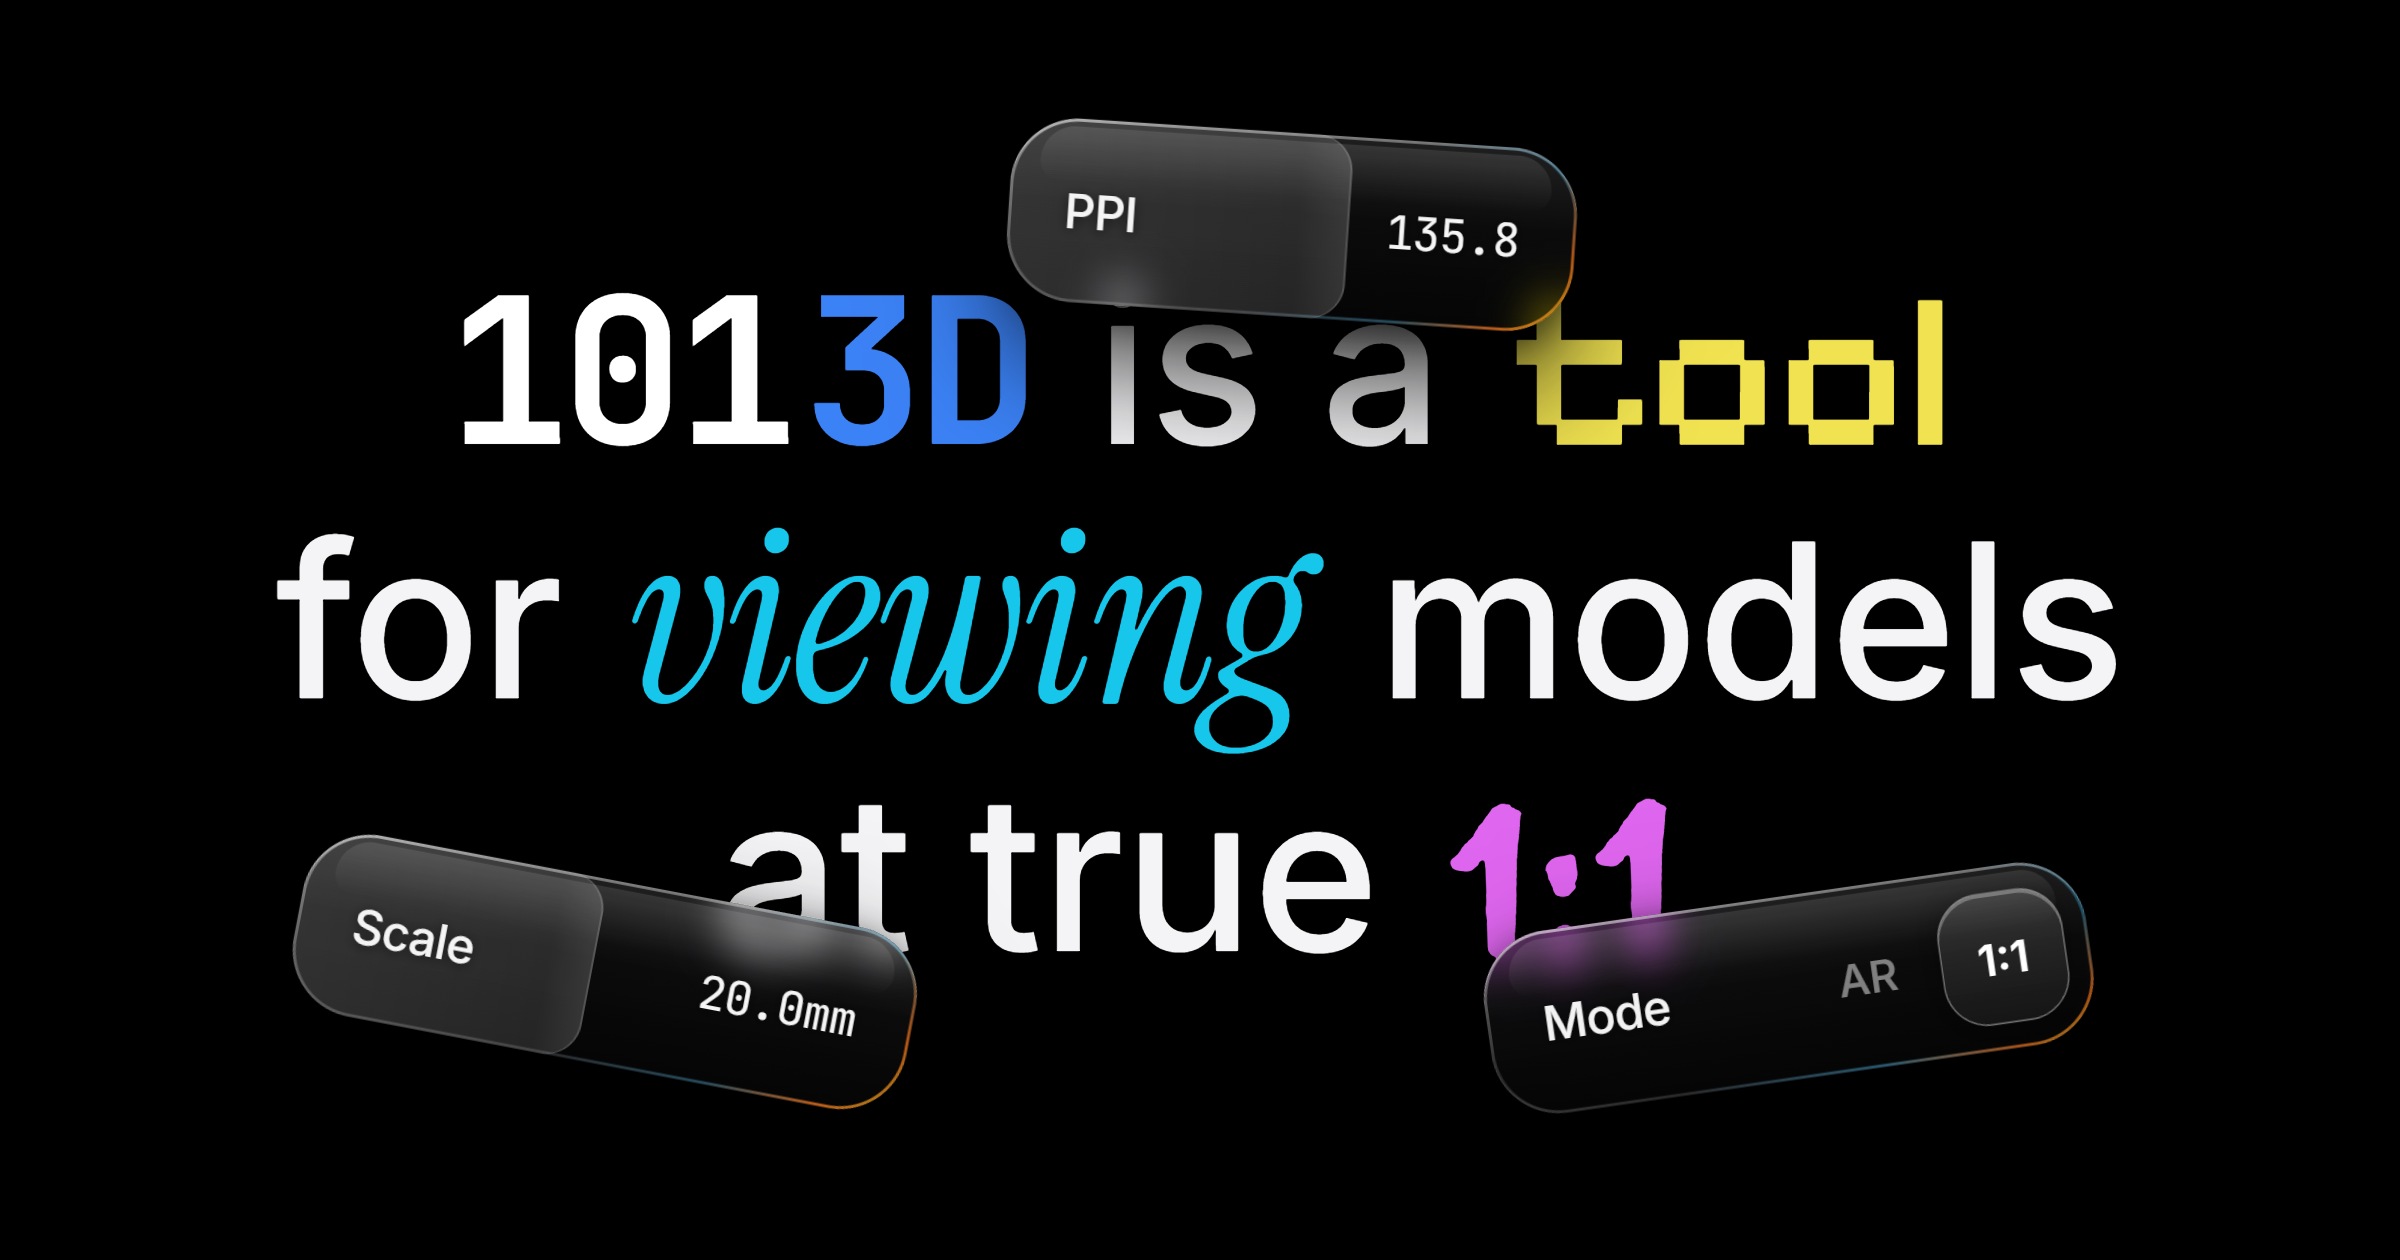 PPI 135.8
1013D is a tool
for viewing models
at true 1:1
Scale 20.0mm
Mode AR 1:1